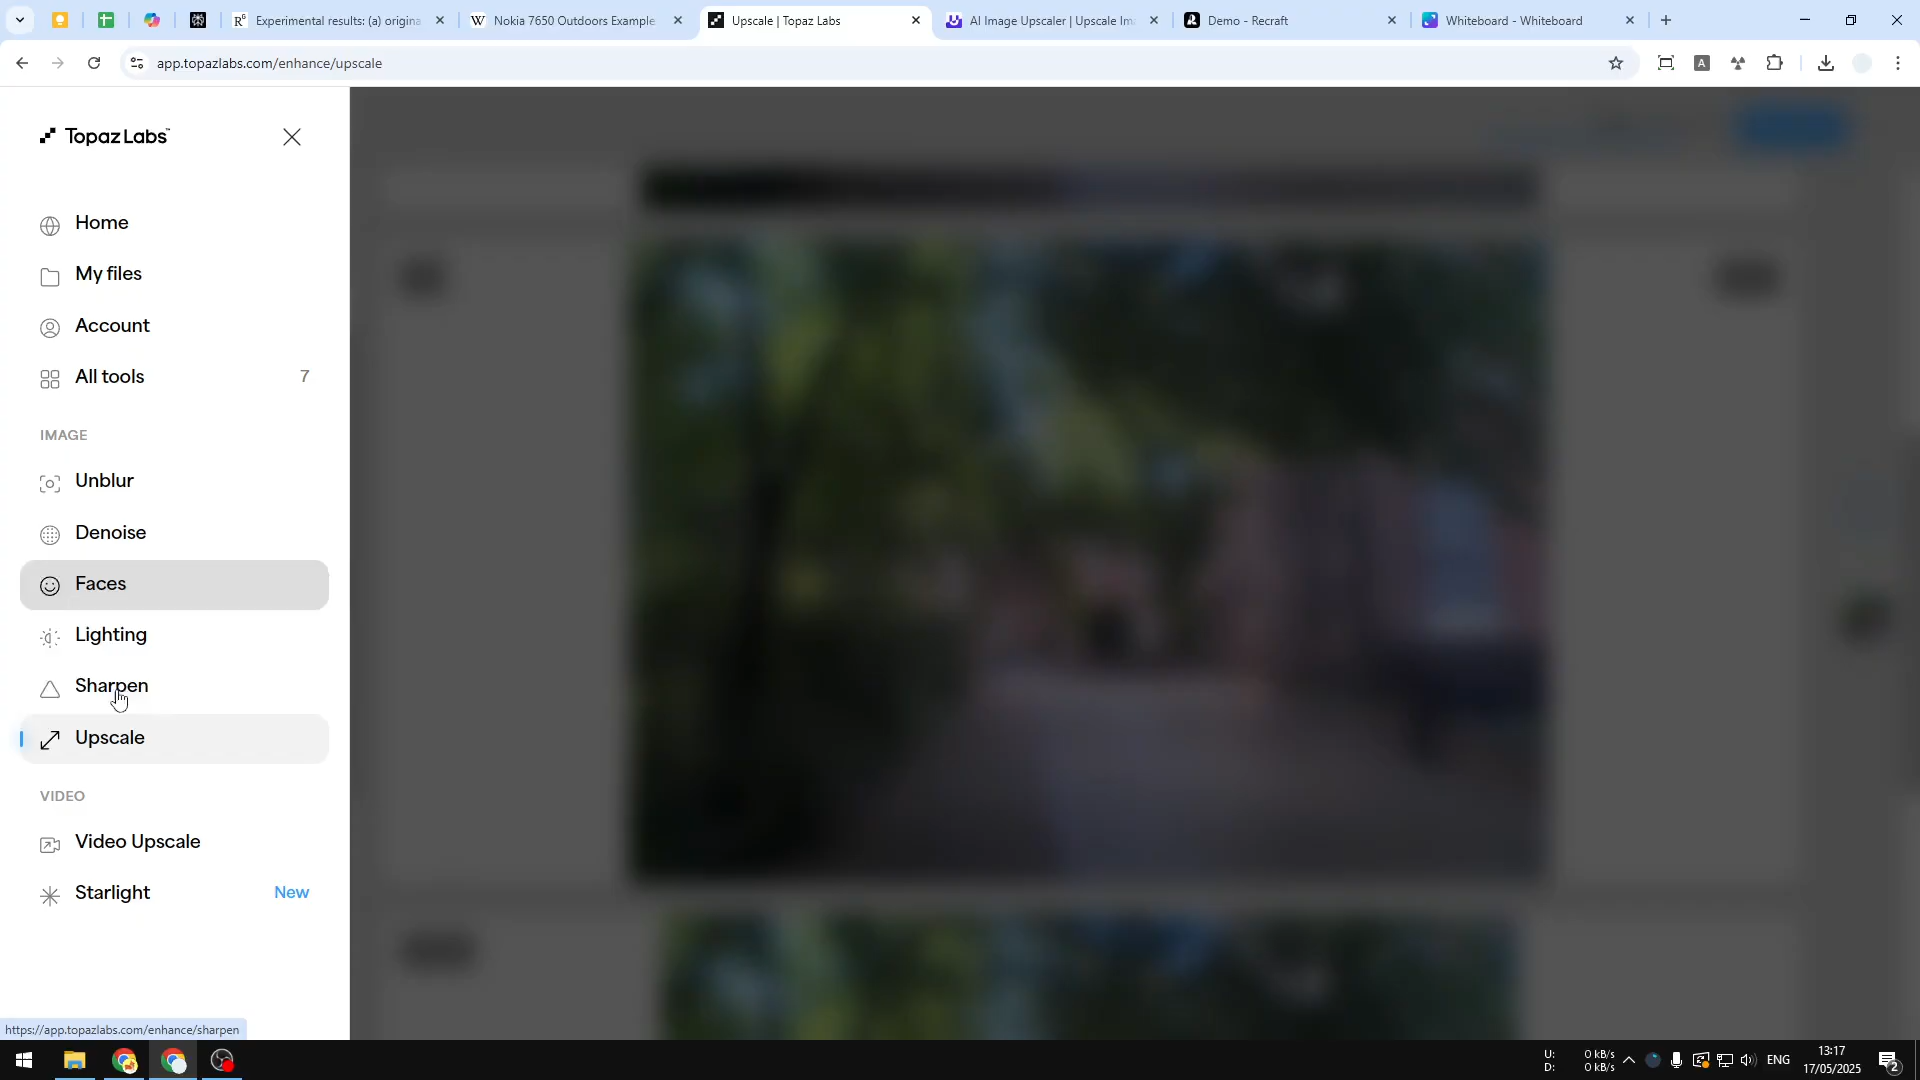 Experimental results: (a) origina
Nokia 7650 Outdoors Example
Upscale | Topaz Labs
AI Image Upscaler | Upscale Im
Demo - Recraft
Whiteboard - Whiteboard
app.topazlabs.com/enhance/upscale
Topaz Labs™
Home
My files
Account
All tools 7
IMAGE
Unblur
Denoise
Faces
Lighting
Sharpen
Upscale
VIDEO
Video Upscale
Starlight New
https://app.topazlabs.com/enhance/sharpen
U: 0 kB/s
D: 0 kB/s
ENG
13:17
17/05/2025
2